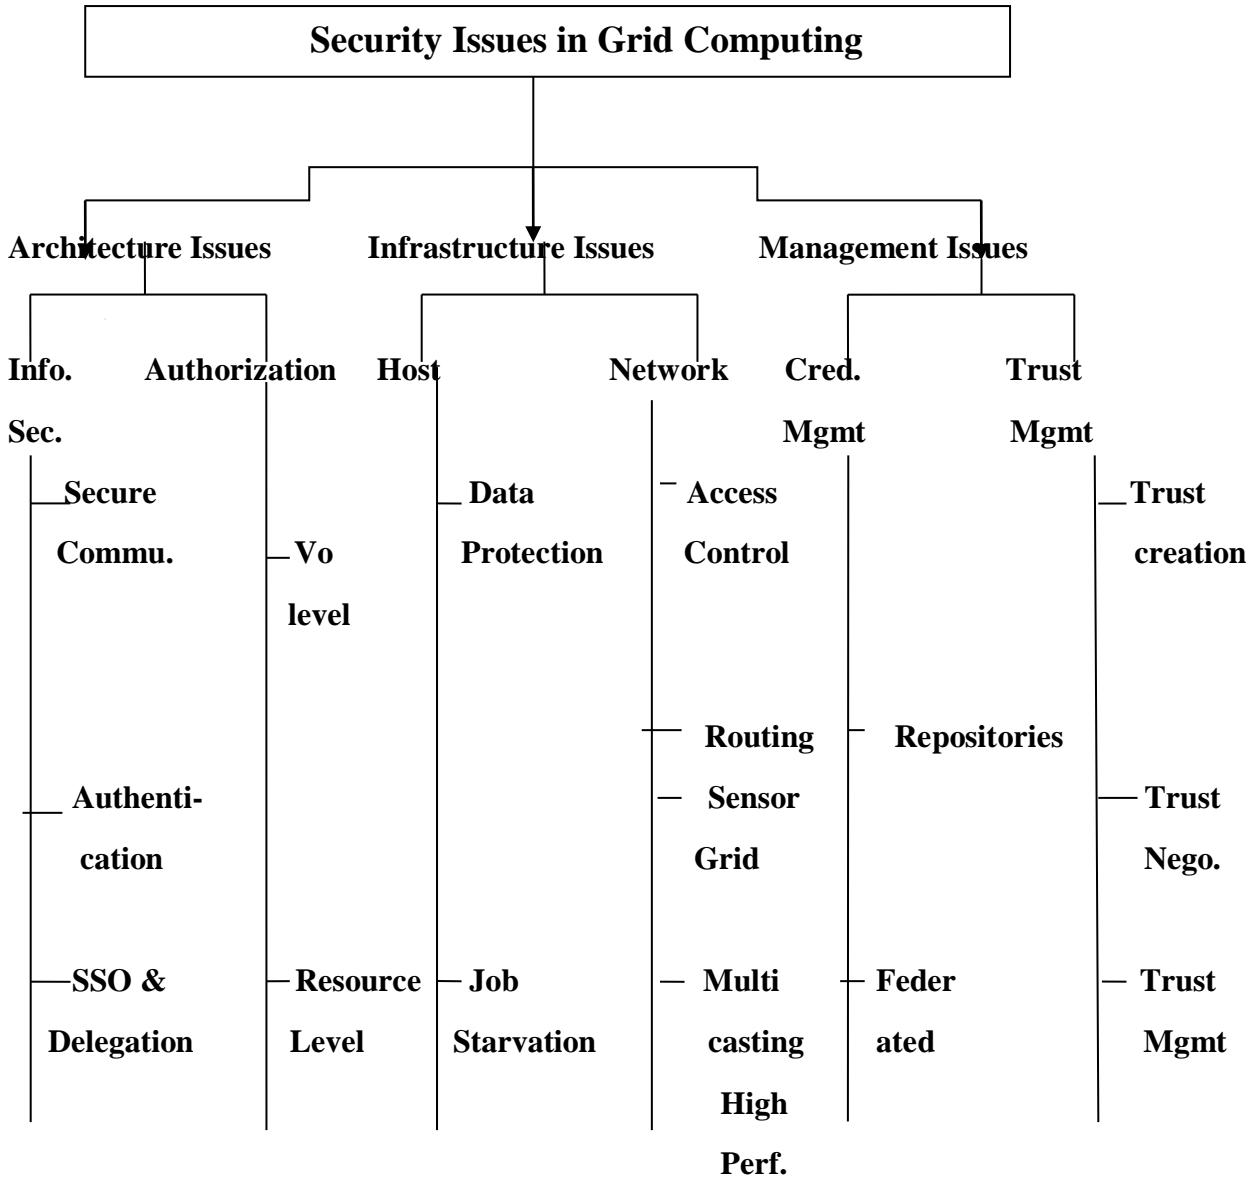 Security Issues in Grid Computing
Architecture Issues
Infrastructure Issues
Management Issues
Info.
Sec.
Authorization
Host
Network
Cred.
Mgmt
Trust
Mgmt
Secure
Commu.
Authenti-
cation
SSO &
Delegation
Vo
level
Resource
Level
Data
Protection
Job
Starvation
Access
Control
Routing
Sensor
Grid
Multi
casting
High
Perf.
Repositories
Feder
ated
Trust
creation
Trust
Nego.
Trust
Mgmt